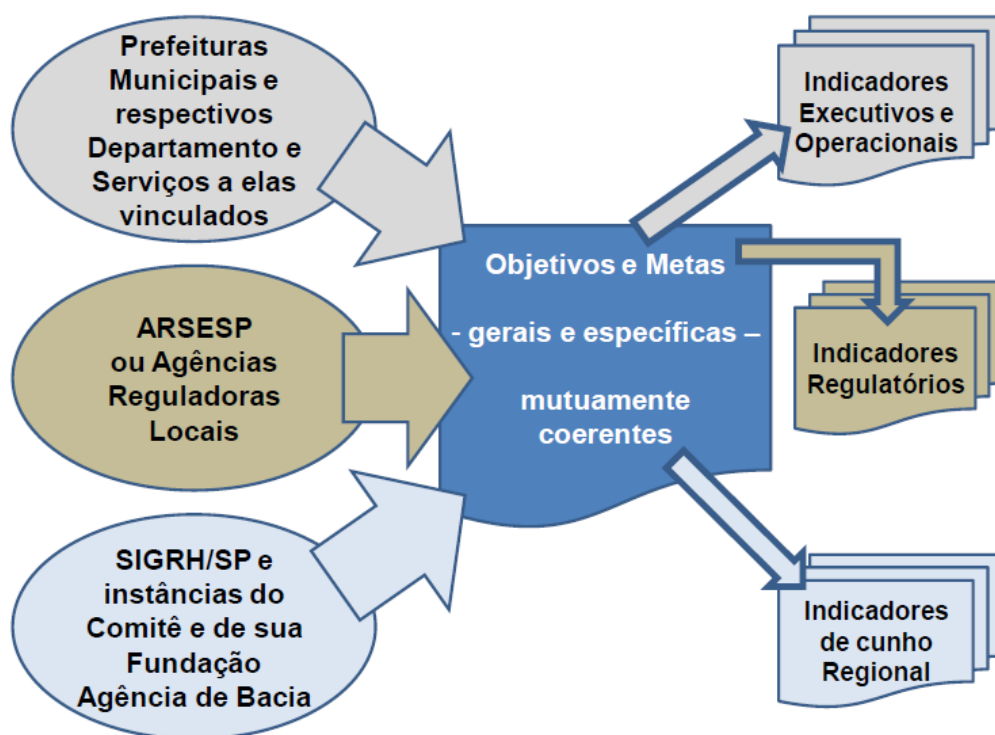 Prefeituras
Municipais e
respectivos
Departamento e
Serviços a elas
vinculados
ARSESP
ou Agências
Reguladoras
Locais
SIGRH/SP e
instâncias do
Comitê e de sua
Fundação
Agência de Bacia
Objetivos e Metas
- gerais e específicas –
mutuamente
coerentes
Indicadores
Executivos e
Operacionais
Indicadores
Regulatórios
Indicadores
de cunho
Regional